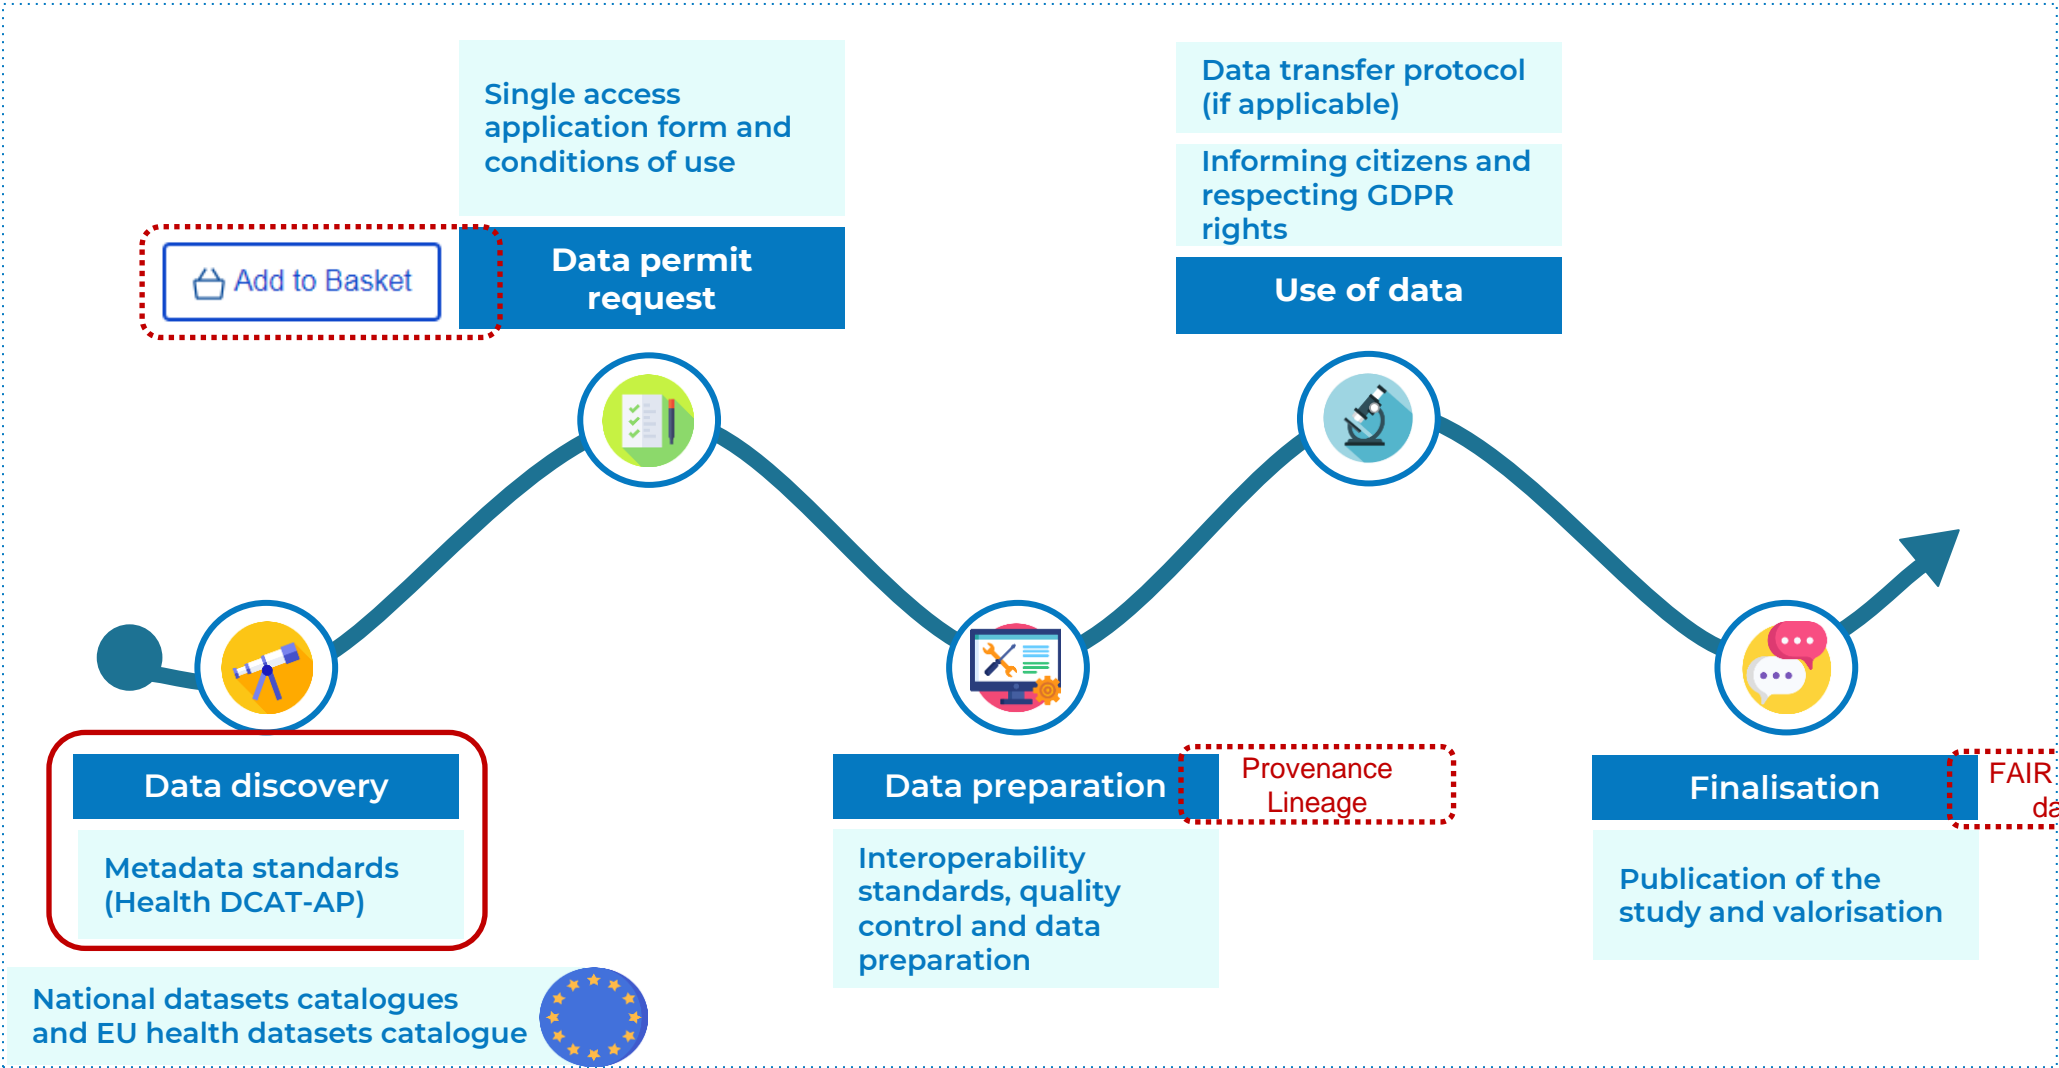 Single access
application form and
conditions of use
Add to Basket
Data permit
request
Data transfer protocol
(if applicable)
Informing citizens and
respecting GDPR
rights
Use of data
Data discovery
Metadata standards
(Health DCAT-AP)
National datasets catalogues
and EU health datasets catalogue
Data preparation
Provenance
Lineage
Interoperability
standards, quality
control and data
preparation
Finalisation
FAIR
Publication of the
study and valorisation